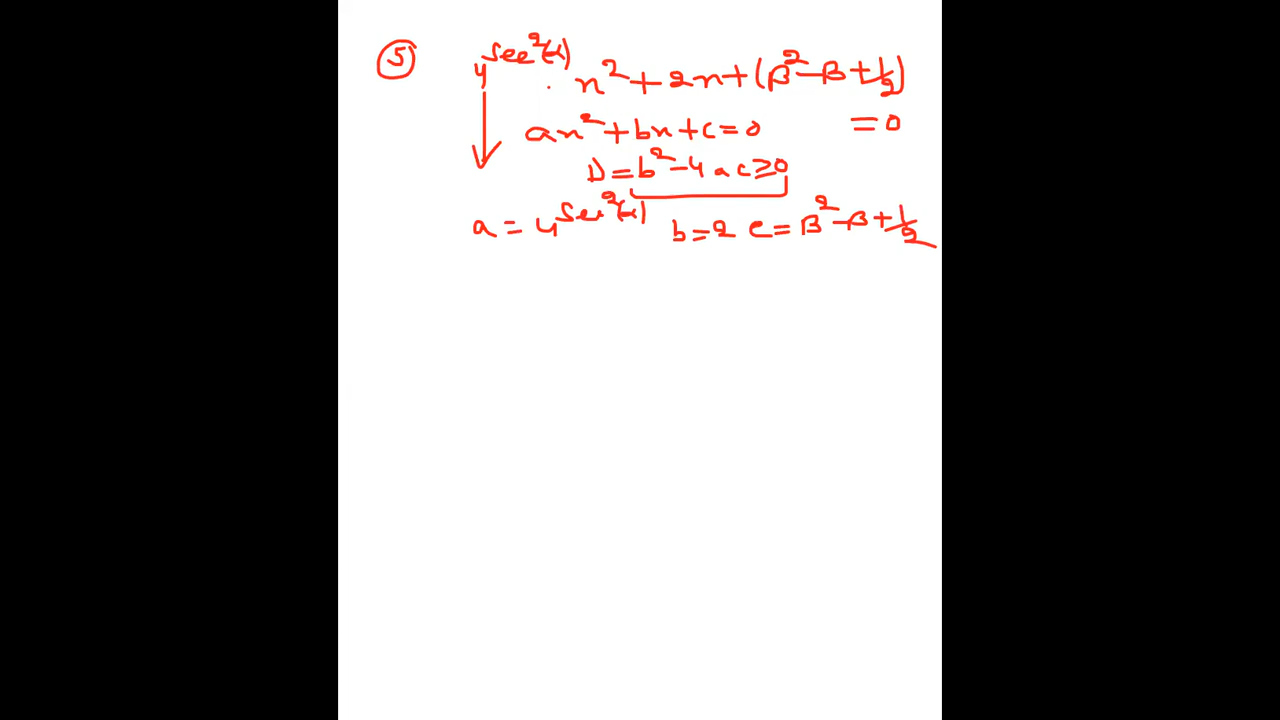 ⑤ 4^sec²(α) x² + 2x + (β² - β + 1/2)
ax² + bx + c = 0 = 0
D = b² - 4ac ≥ 0
a = 4^sec²(α) b = 2 c = β² - β + 1/2